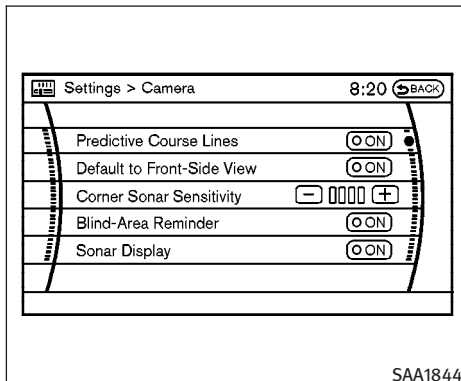 Settings > Camera 8:20 BACK
Predictive Course Lines ON
Default to Front-Side View ON
Corner Sonar Sensitivity − +
Blind-Area Reminder ON
Sonar Display ON
SAA1844